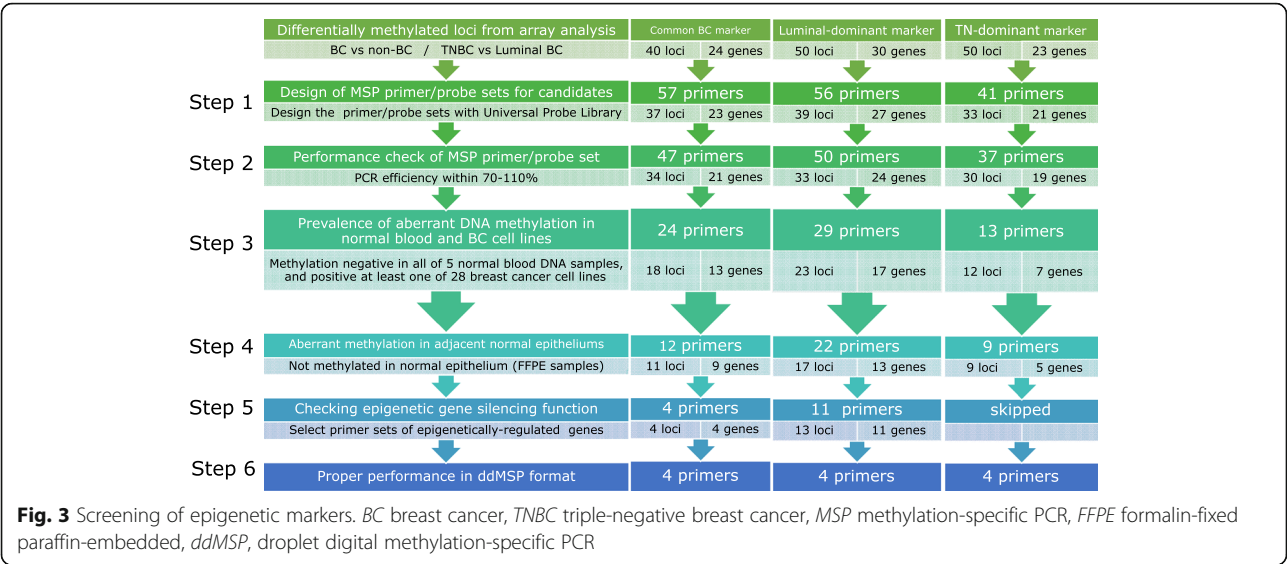 Differentially methylated loci from array analysis
Common BC marker
Luminal-dominant marker
TN-dominant marker
BC vs non-BC / TNBC vs Luminal BC
40 loci 24 genes
50 loci 30 genes
50 loci 23 genes
Step 1
Design of MSP primer/probe sets for candidates
57 primers
56 primers
41 primers
Design the primer/probe sets with Universal Probe Library
37 loci 23 genes
39 loci 27 genes
33 loci 21 genes
Step 2
Performance check of MSP primer/probe set
47 primers
50 primers
37 primers
PCR efficiency within 70-110%
34 loci 21 genes
33 loci 24 genes
30 loci 19 genes
Step 3
Prevalence of aberrant DNA methylation in
normal blood and BC cell lines
24 primers
29 primers
13 primers
Methylation negative in all of 5 normal blood DNA samples,
and positive at least one of 28 breast cancer cell lines
18 loci 13 genes
23 loci 17 genes
12 loci 7 genes
Step 4
Aberrant methylation in adjacent normal epitheliums
12 primers
22 primers
9 primers
Not methylated in normal epithelium (FFPE samples)
11 loci 9 genes
17 loci 13 genes
9 loci 5 genes
Step 5
Checking epigenetic gene silencing function
4 primers
11 primers
skipped
Select primer sets of epigenetically-regulated genes
4 loci 4 genes
13 loci 11 genes
Step 6
Proper performance in ddMSP format
4 primers
4 primers
4 primers
Fig. 3 Screening of epigenetic markers. BC breast cancer, TNBC triple-negative breast cancer, MSP methylation-specific PCR, FFPE formalin-fixed
paraffin-embedded, ddMSP, droplet digital methylation-specific PCR